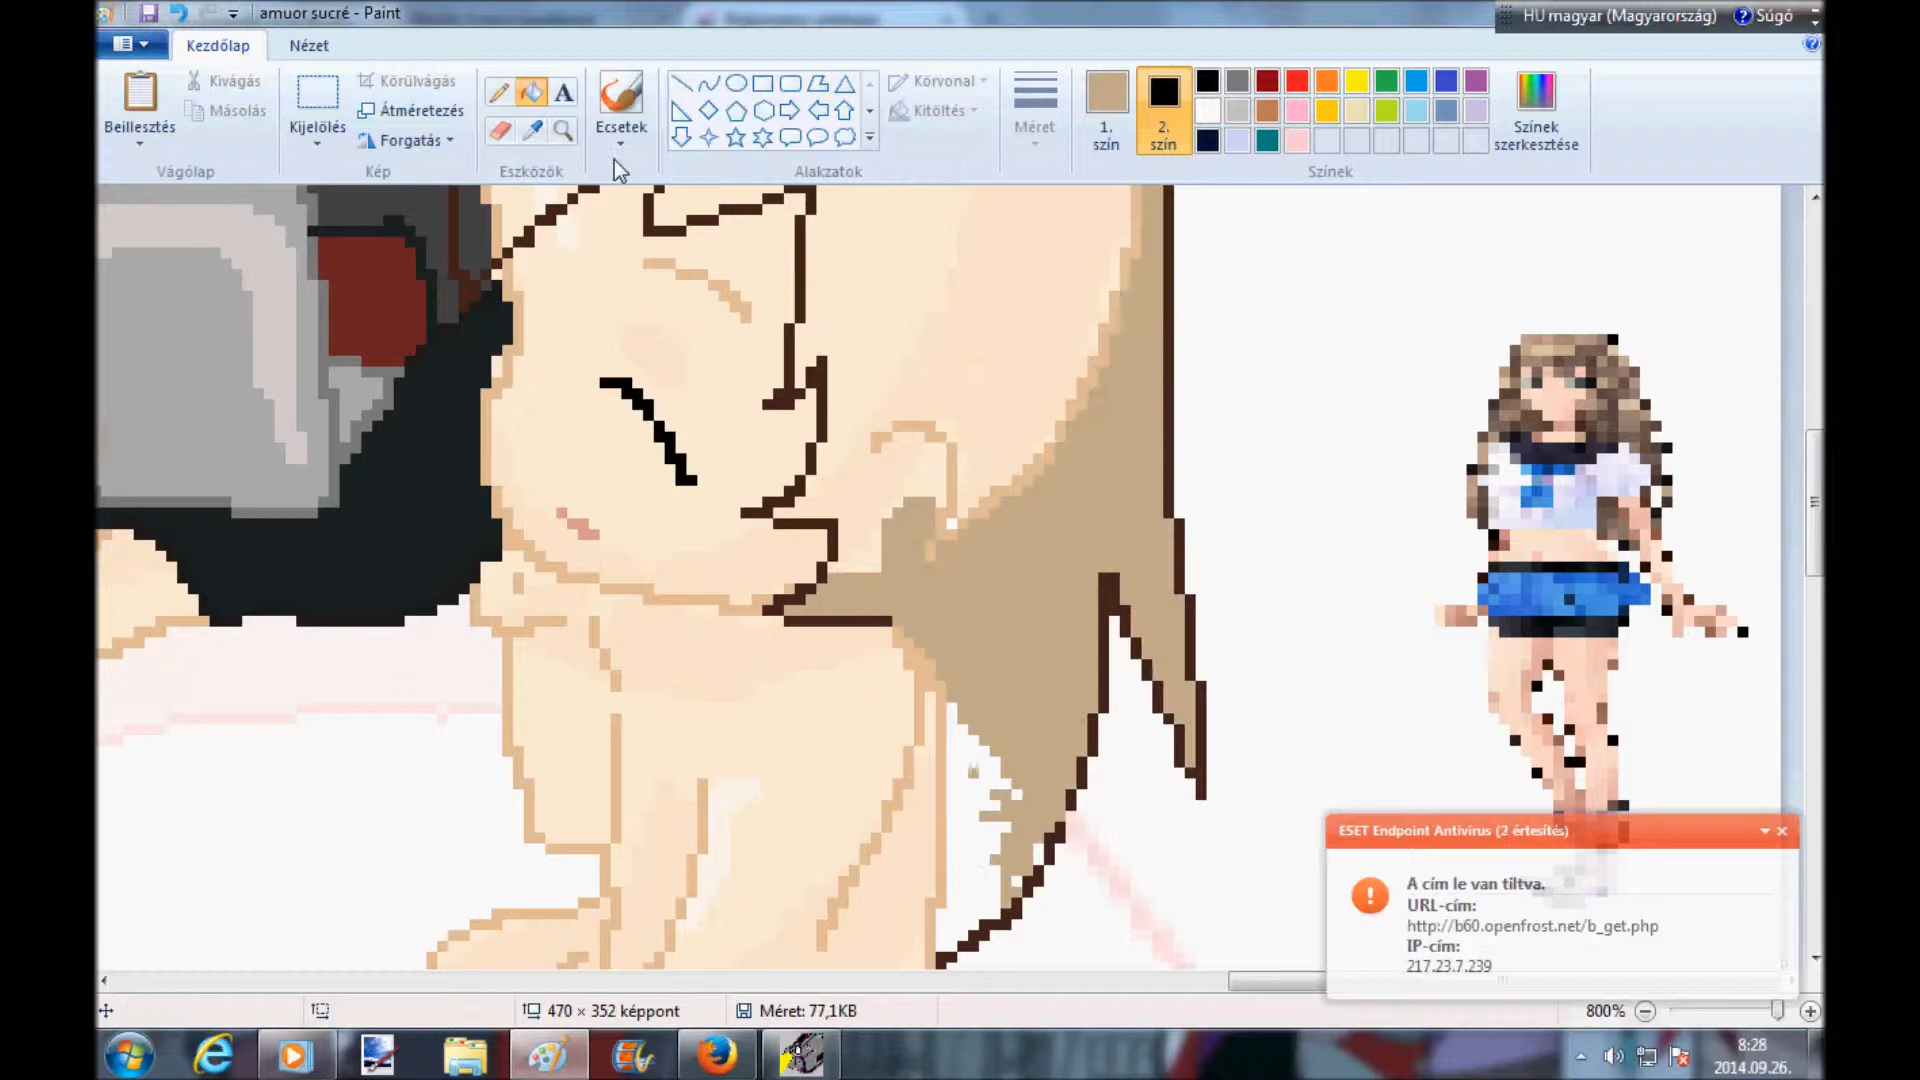 amuor sucré - Paint
HU magyar (Magyarország)
Súgó
Kezdőlap
Nézet
Beillesztés
Kivágás
Másolás
Vágólap
Kijelölés
Körülvágás
Átméretezés
Forgatás
Kép
A
Eszközök
Ecsetek
Alakzatok
Körvonal
Kitöltés
Méret
1.
szín
2.
szín
Színek
szerkesztése
Színek
ESET Endpoint Antivirus (2 értesítés)
A cím le van tiltva.
URL-cím:
http://b60.openfrost.net/b_get.php
IP-cím:
217.23.7.239
470 × 352 képpont
Méret: 77,1KB
800%
8:28
2014.09.26.